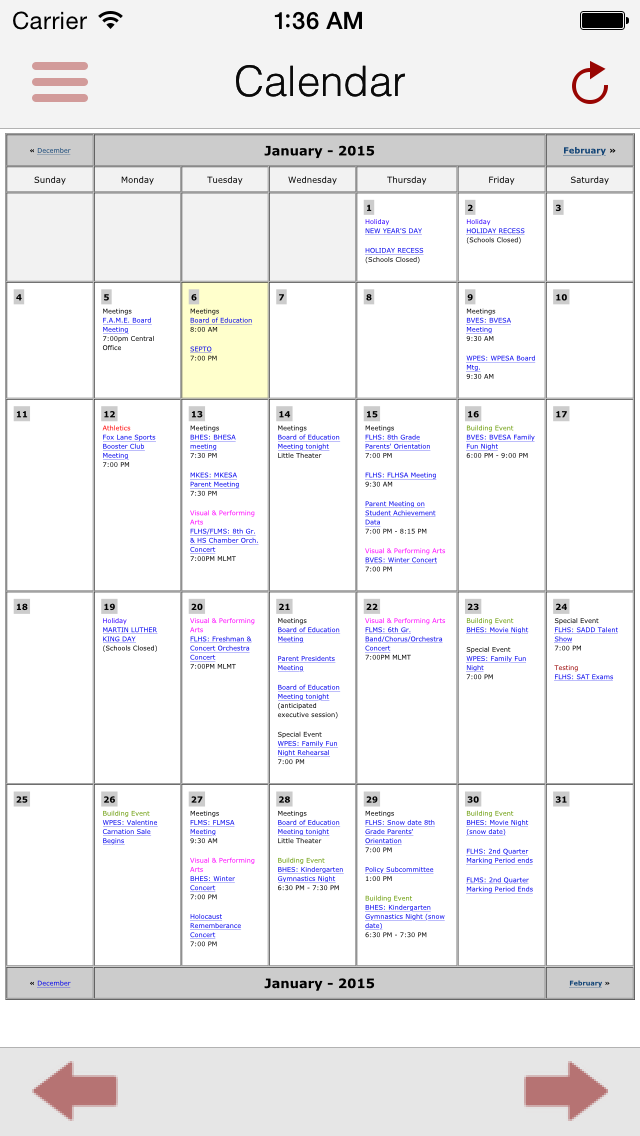 Carrier 1:36 AM
Calendar
« December January - 2015 February »
Sunday Monday Tuesday Wednesday Thursday Friday Saturday
1
Holiday
NEW YEAR'S DAY
HOLIDAY RECESS
(Schools Closed)
2
Holiday
HOLIDAY RECESS
(Schools Closed)
3
4
5
Meetings
F.A.M.E. Board
Meeting
7:00pm Central
Office
6
Meetings
Board of Education
8:00 AM
SEPTO
7:00 PM
7
8
9
Meetings
BVES: BVESA
Meeting
9:30 AM
WPES: WPESA Board
Mtg.
9:30 AM
10
11
12
Athletics
Fox Lane Sports
Booster Club
Meeting
7:00 PM
13
Meetings
BHES: BHESA
meeting
7:30 PM
MKES: MKESA
Parent Meeting
7:30 PM
Visual & Performing
Arts
FLHS/FLMS: 8th Gr.
& HS Chamber Orch.
Concert
7:00PM MLMT
14
Meetings
Board of Education
Meeting tonight
Little Theater
15
Meetings
FLHS: 8th Grade
Parents' Orientation
7:00 PM
FLHS: FLHSA Meeting
9:30 AM
Parent Meeting on
Student Achievement
Data
7:00 PM - 8:15 PM
Visual & Performing Arts
BVES: Winter Concert
7:00 PM
16
Building Event
BVES: BVESA Family
Fun Night
6:00 PM - 9:00 PM
17
18
19
Holiday
MARTIN LUTHER
KING DAY
(Schools Closed)
20
Visual & Performing
Arts
FLHS: Freshman &
Concert Orchestra
Concert
7:00PM MLMT
21
Meetings
Board of Education
Meeting
Parent Presidents
Meeting
Board of Education
Meeting tonight
(anticipated
executive session)
Special Event
WPES: Family Fun
Night Rehearsal
7:00 PM
22
Visual & Performing Arts
FLMS: 6th Gr.
Band/Chorus/Orchestra
Concert
7:00PM MLMT
23
Building Event
BHES: Movie Night
Special Event
WPES: Family Fun
Night
7:00 PM
24
Special Event
FLHS: SADD Talent
Show
7:00 PM
Testing
FLHS: SAT Exams
25
26
Building Event
WPES: Valentine
Carnation Sale
Begins
27
Meetings
FLMS: FLMSA
Meeting
9:30 AM
Visual & Performing
Arts
BHES: Winter
Concert
7:00 PM
Holocaust
Rememberance
Concert
7:00 PM
28
Meetings
Board of Education
Meeting tonight
Little Theater
Building Event
BHES: Kindergarten
Gymnastics Night
6:30 PM - 7:30 PM
29
Meetings
FLHS: Snow date 8th
Grade Parents'
Orientation
7:00 PM
Policy Subcommittee
1:00 PM
Building Event
BHES: Kindergarten
Gymnastics Night (snow
date)
6:30 PM - 7:30 PM
30
Building Event
BHES: Movie Night
(snow date)
FLHS: 2nd Quarter
Marking Period ends
FLMS: 2nd Quarter
Marking Period Ends
31
« December January - 2015 February »